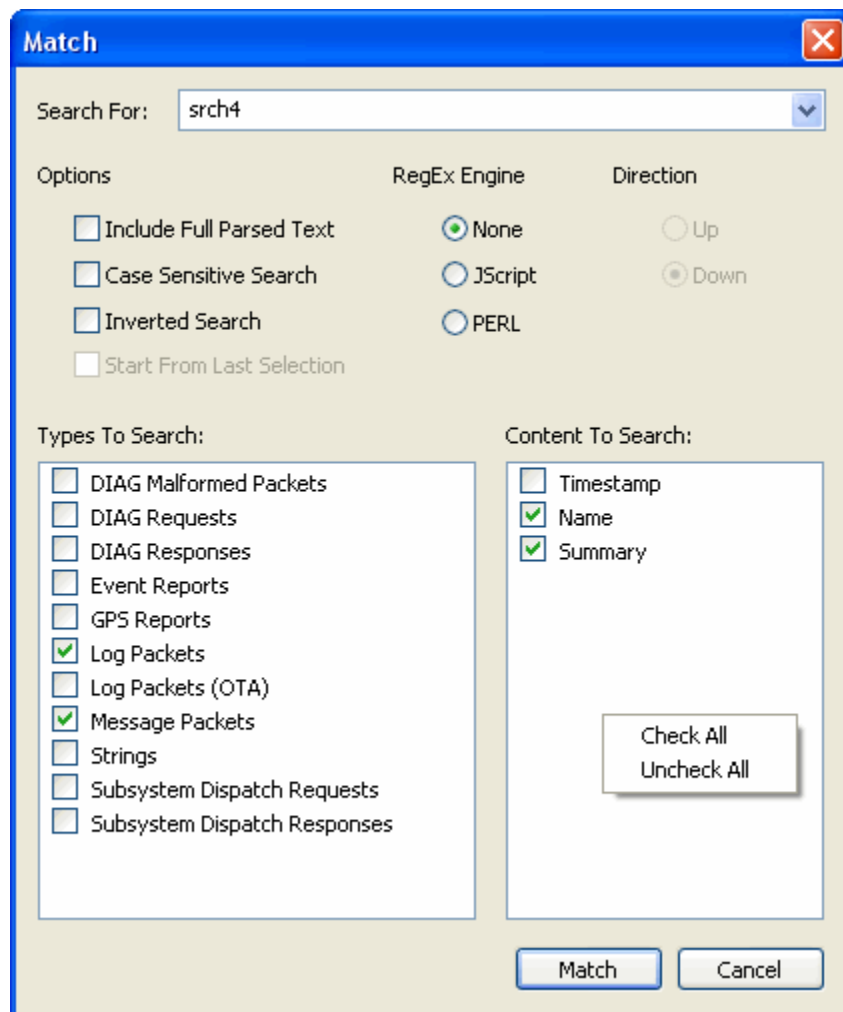 Match
Search For: srch4
Options RegEx Engine Direction
Include Full Parsed Text None Up
Case Sensitive Search JScript Down
Inverted Search PERL
Start From Last Selection
Types To Search: Content To Search:
DIAG Malformed Packets Timestamp
DIAG Requests Name
DIAG Responses Summary
Event Reports
GPS Reports
Log Packets
Log Packets (OTA)
Message Packets Check All
Strings Uncheck All
Subsystem Dispatch Requests
Subsystem Dispatch Responses
Match Cancel